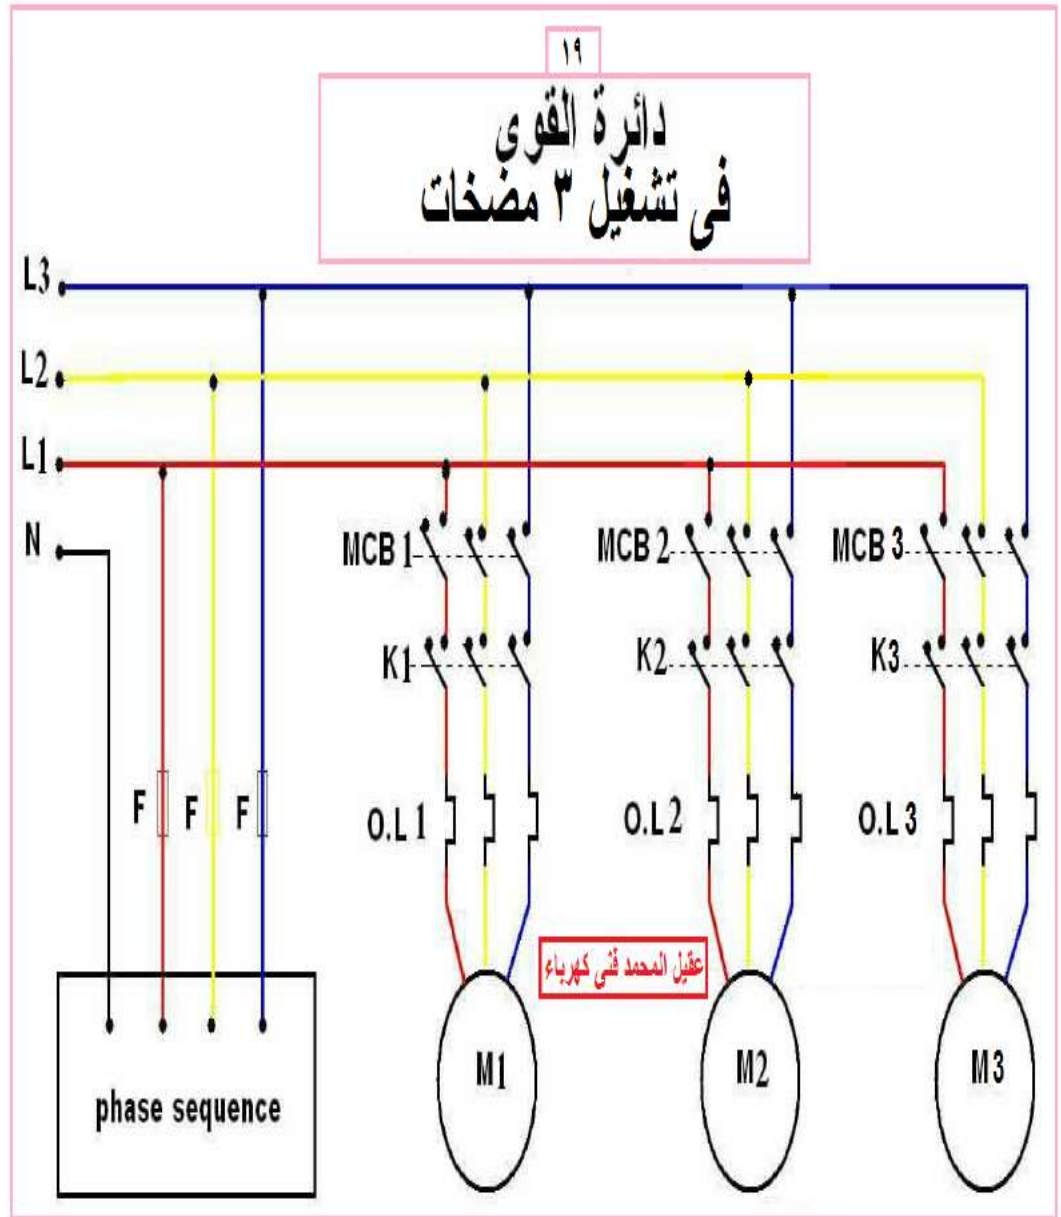 ١٩
دائرة القوى
فى تشغيل ٣ مضخات
L3
L2
L1
N
MCB 1
MCB 2
MCB 3
K1
K2
K3
F F F
O.L 1
O.L 2
O.L 3
عقيل المحمد فني كهرباء
phase sequence
M1
M2
M3